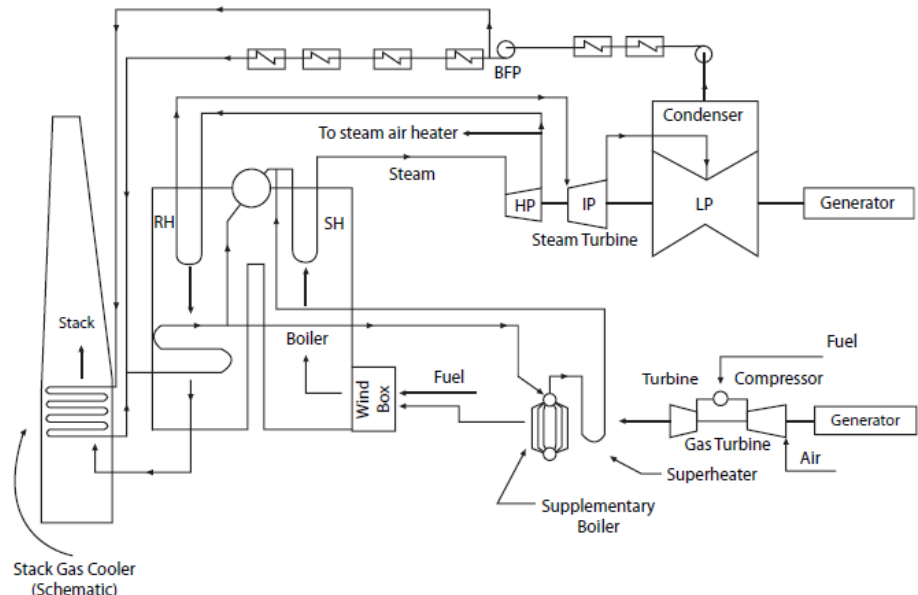 BFP
Condenser
To steam air heater
Steam
RH
SH
HP
IP
LP
Generator
Steam Turbine
Stack
Boiler
Wind
Box
Fuel
Fuel
Turbine
Compressor
Generator
Gas Turbine
Air
Superheater
Supplementary
Boiler
Stack Gas Cooler
(Schematic)